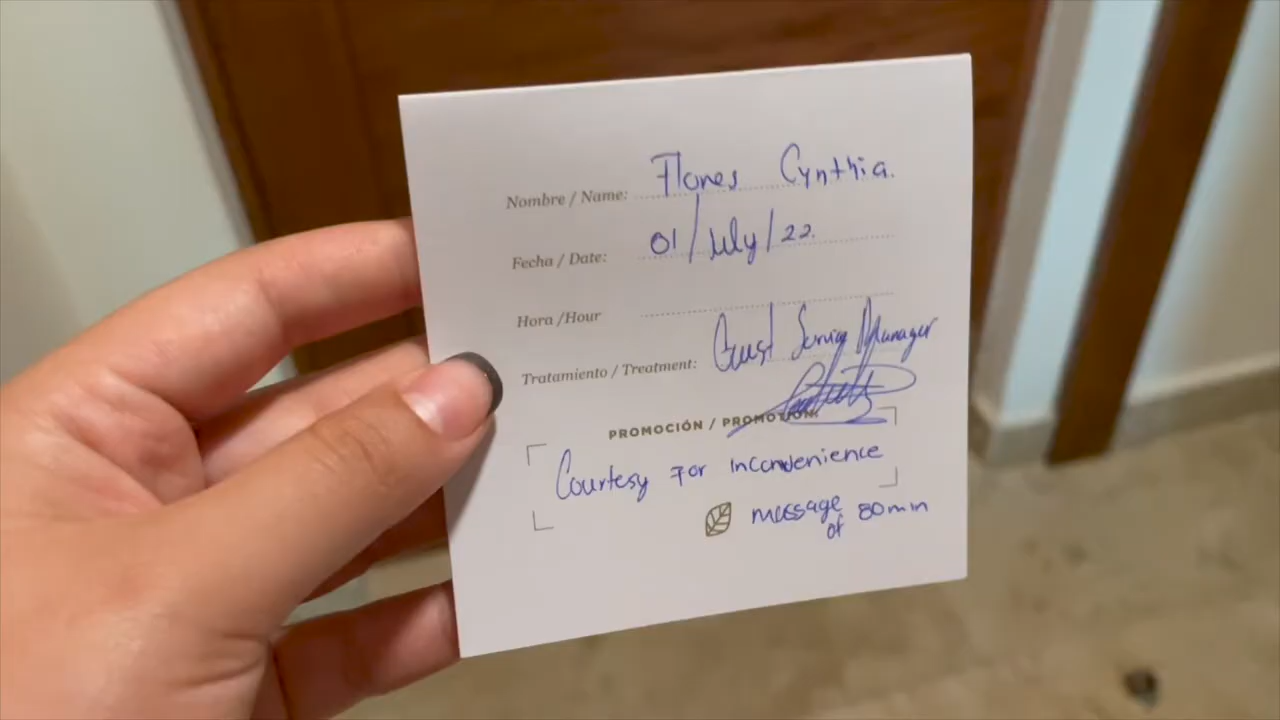 Nombre / Name: Flores Cynthia.
Fecha / Date: 01/July/22.
Hora /Hour
Tratamiento / Treatment: Guest Service Manager
PROMOCIÓN / PROMOTION:
Courtesy For inconvenience
massage of 80min